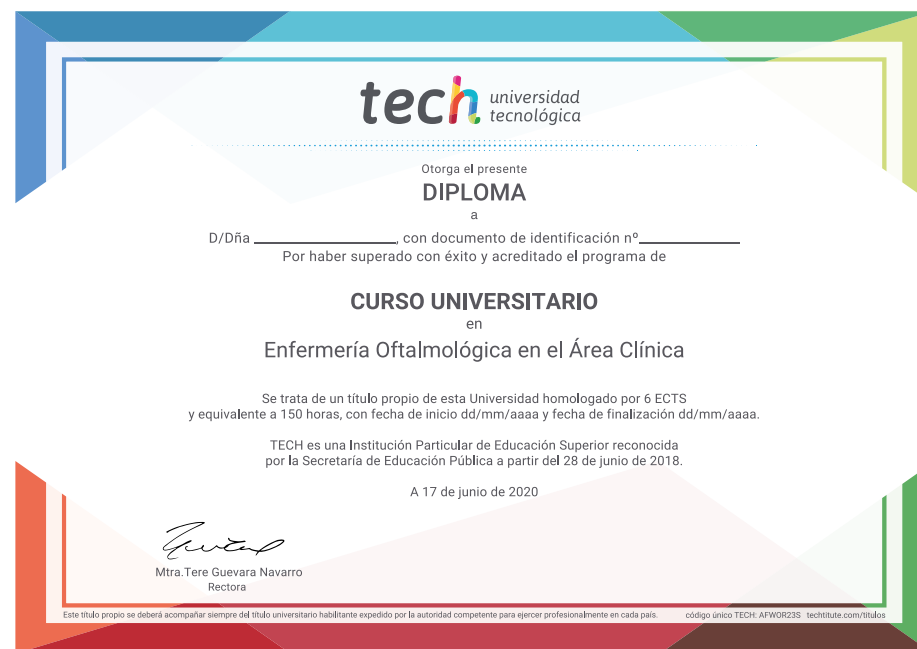 tech universidad
tecnológica
Otorga el presente
DIPLOMA
a
D/Dña ____________________, con documento de identificación nº______________
Por haber superado con éxito y acreditado el programa de
CURSO UNIVERSITARIO
en
Enfermería Oftalmológica en el Área Clínica
Se trata de un título propio de esta Universidad homologado por 6 ECTS
y equivalente a 150 horas, con fecha de inicio dd/mm/aaaa y fecha de finalización dd/mm/aaaa.
TECH es una Institución Particular de Educación Superior reconocida
por la Secretaría de Educación Pública a partir del 28 de junio de 2018.
A 17 de junio de 2020
Mtra.Tere Guevara Navarro
Rectora
Este título propio se deberá acompañar siempre del título universitario habilitante expedido por la autoridad competente para ejercer profesionalmente en cada país. código único TECH: AFWOR23S techtitute.com/titulos